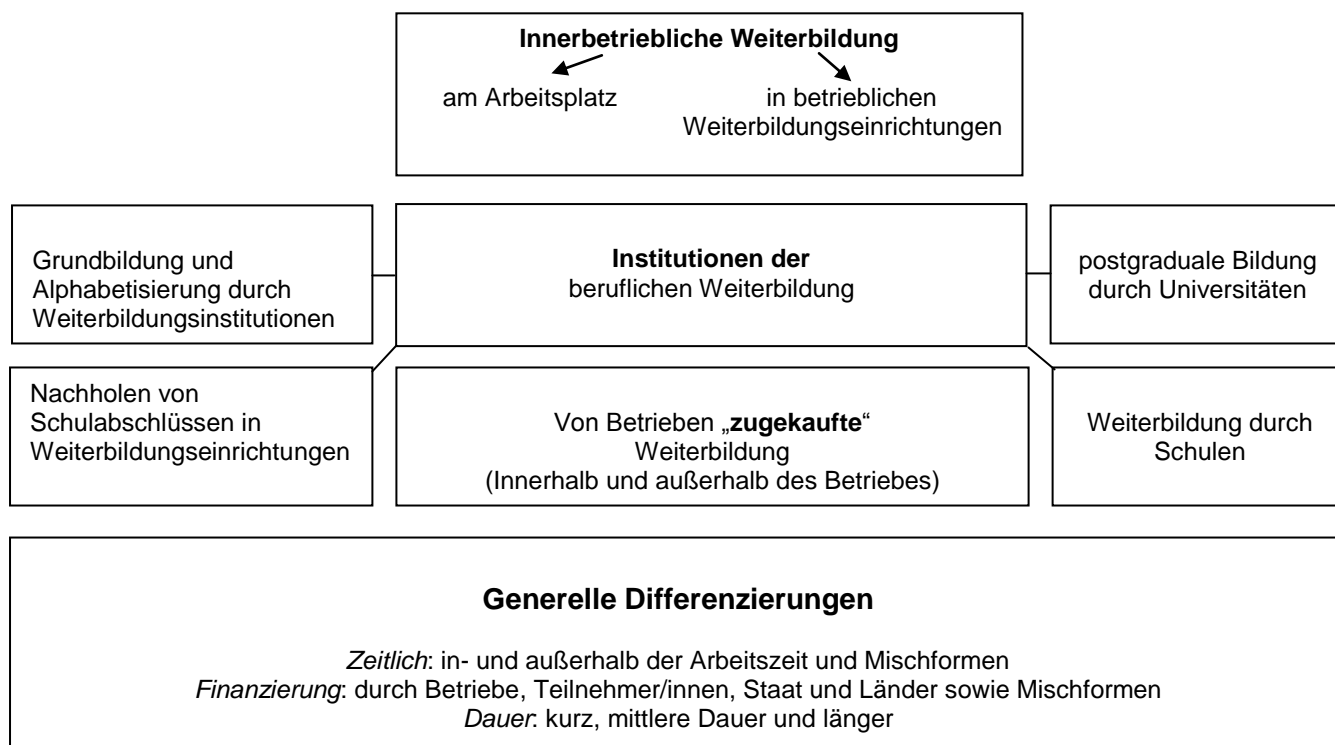 Innerbetriebliche Weiterbildung
am Arbeitsplatz
in betrieblichen
Weiterbildungseinrichtungen
Grundbildung und
Alphabetisierung durch
Weiterbildungsinstitutionen
Institutionen der
beruflichen Weiterbildung
postgraduale Bildung
durch Universitäten
Nachholen von
Schulabschlüssen in
Weiterbildungseinrichtungen
Von Betrieben „zugekaufte“
Weiterbildung
(Innerhalb und außerhalb des Betriebes)
Weiterbildung durch
Schulen
Generelle Differenzierungen
Zeitlich: in- und außerhalb der Arbeitszeit und Mischformen
Finanzierung: durch Betriebe, Teilnehmer/innen, Staat und Länder sowie Mischformen
Dauer: kurz, mittlere Dauer und länger